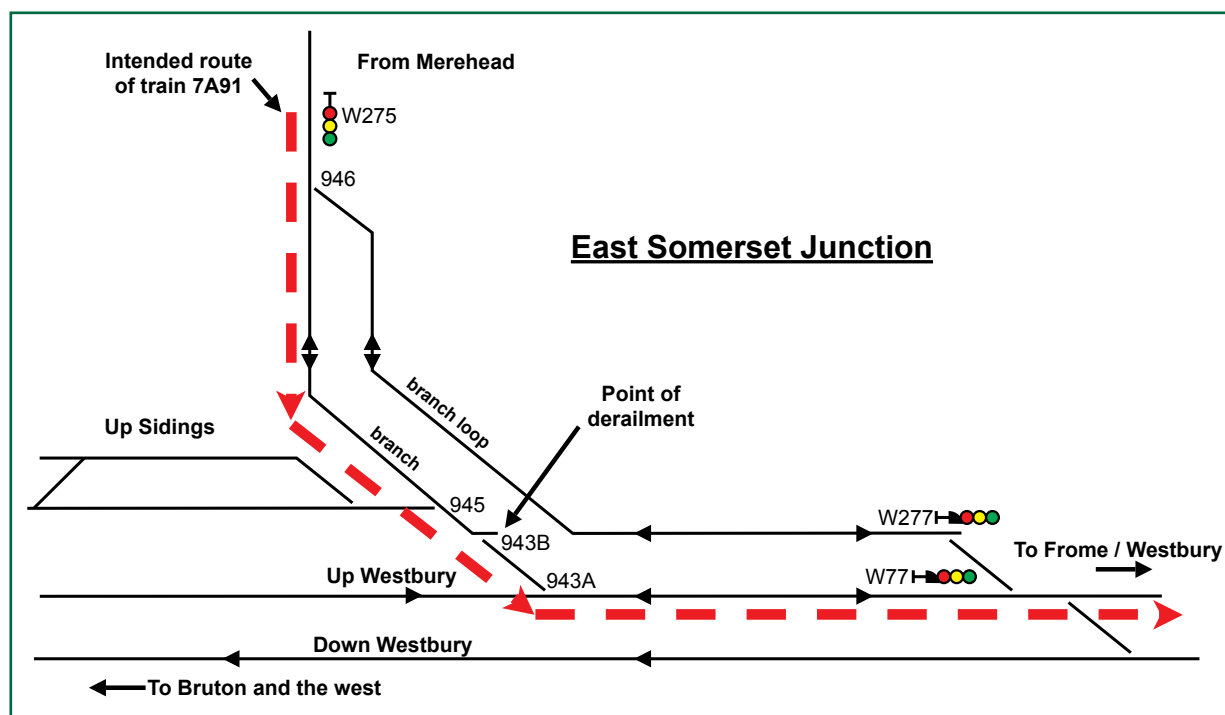 Intended route
of train 7A91
From Merehead
W275
946
East Somerset Junction
branch loop
Point of
derailment
Up Sidings
branch
945
943B
W277
To Frome / Westbury
943A
Up Westbury
W77
Down Westbury
To Bruton and the west